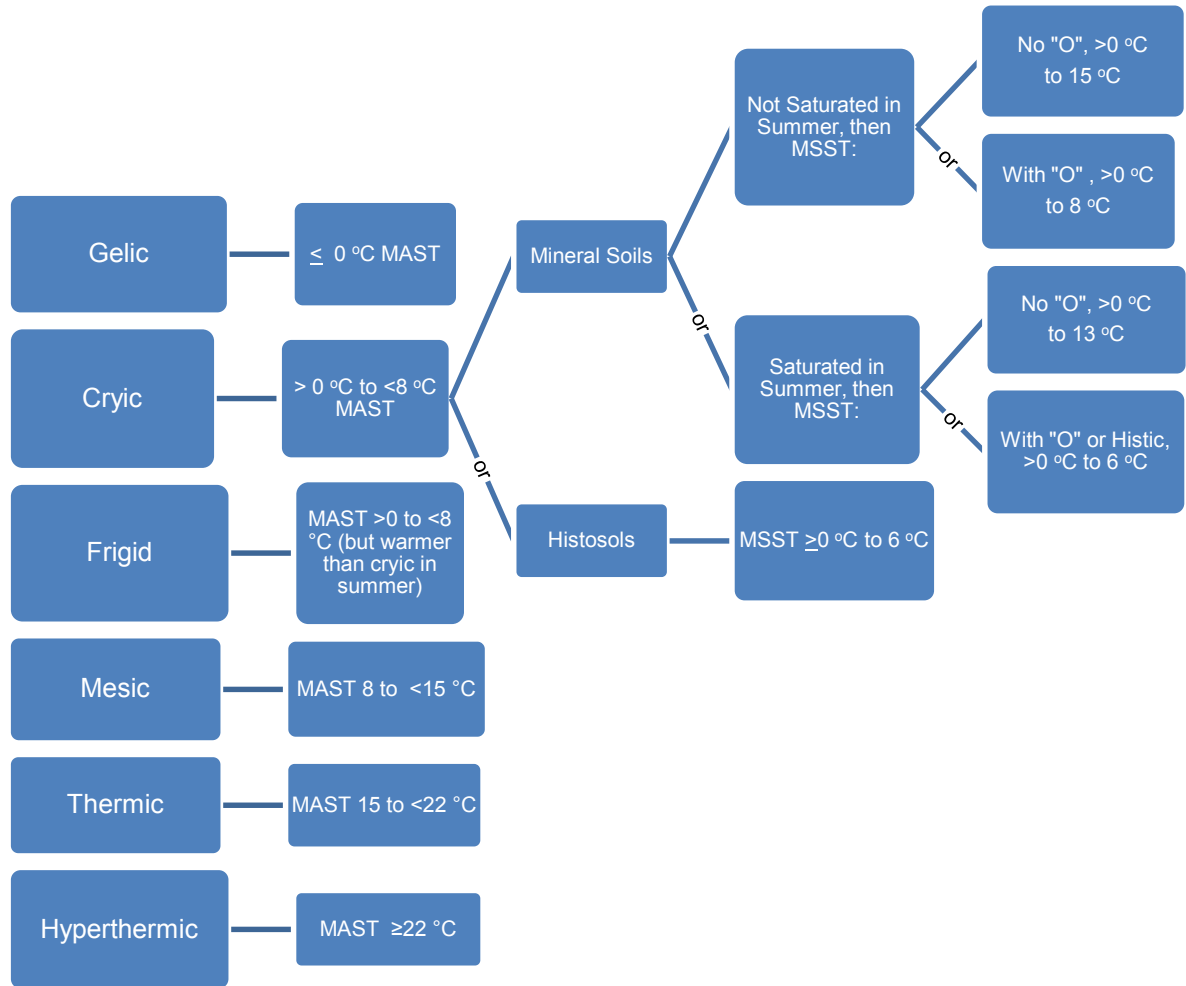 Gelic
≤ 0 °C MAST
Cryic
> 0 °C to <8 °C
MAST
or
Mineral Soils
or
Not Saturated in
Summer, then
MSST:
or
No "O", >0 °C
to 15 °C
With "O" , >0 °C
to 8 °C
Saturated in
Summer, then
MSST:
or
No "O", >0 °C
to 13 °C
With "O" or Histic,
>0 °C to 6 °C
Histosols
MSST ≥0 °C to 6 °C
Frigid
MAST >0 to <8
°C (but warmer
than cryic in
summer)
Mesic
MAST 8 to <15 °C
Thermic
MAST 15 to <22 °C
Hyperthermic
MAST ≥22 °C